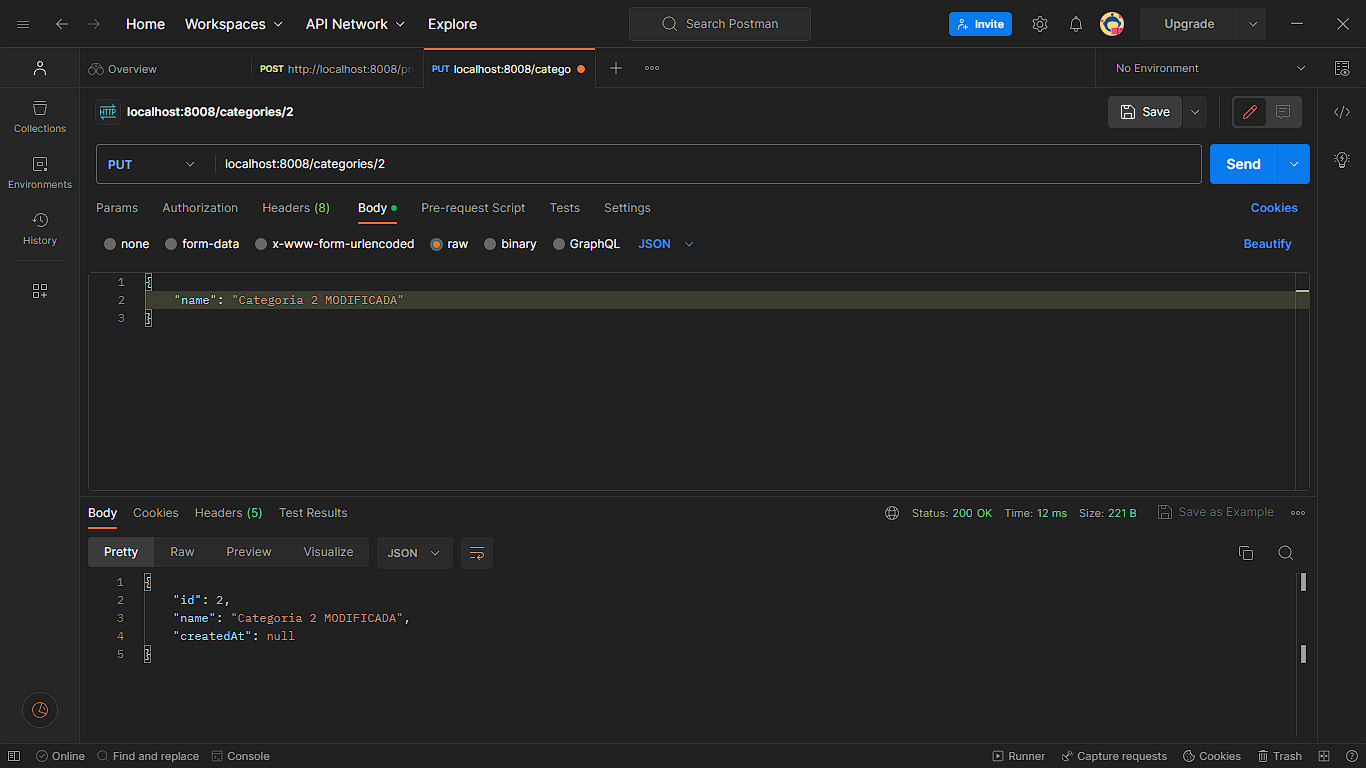 Home Workspaces API Network Explore Search Postman Invite Upgrade
Overview POST http://localhost:8008/pr PUT localhost:8008/catego No Environment
HTTP localhost:8008/categories/2 Save
Collections
PUT localhost:8008/categories/2 Send
Environments
Params Authorization Headers (8) Body Pre-request Script Tests Settings Cookies
History
none form-data x-www-form-urlencoded raw binary GraphQL JSON Beautify
1 {
2 "name": "Categoria 2 MODIFICADA"
3 }
Body Cookies Headers (5) Test Results Status: 200 OK Time: 12 ms Size: 221 B Save as Example
Pretty Raw Preview Visualize JSON
1 {
2 "id": 2,
3 "name": "Categoria 2 MODIFICADA",
4 "createdAt": null
5 }
Online Find and replace Console Runner Capture requests Cookies Trash